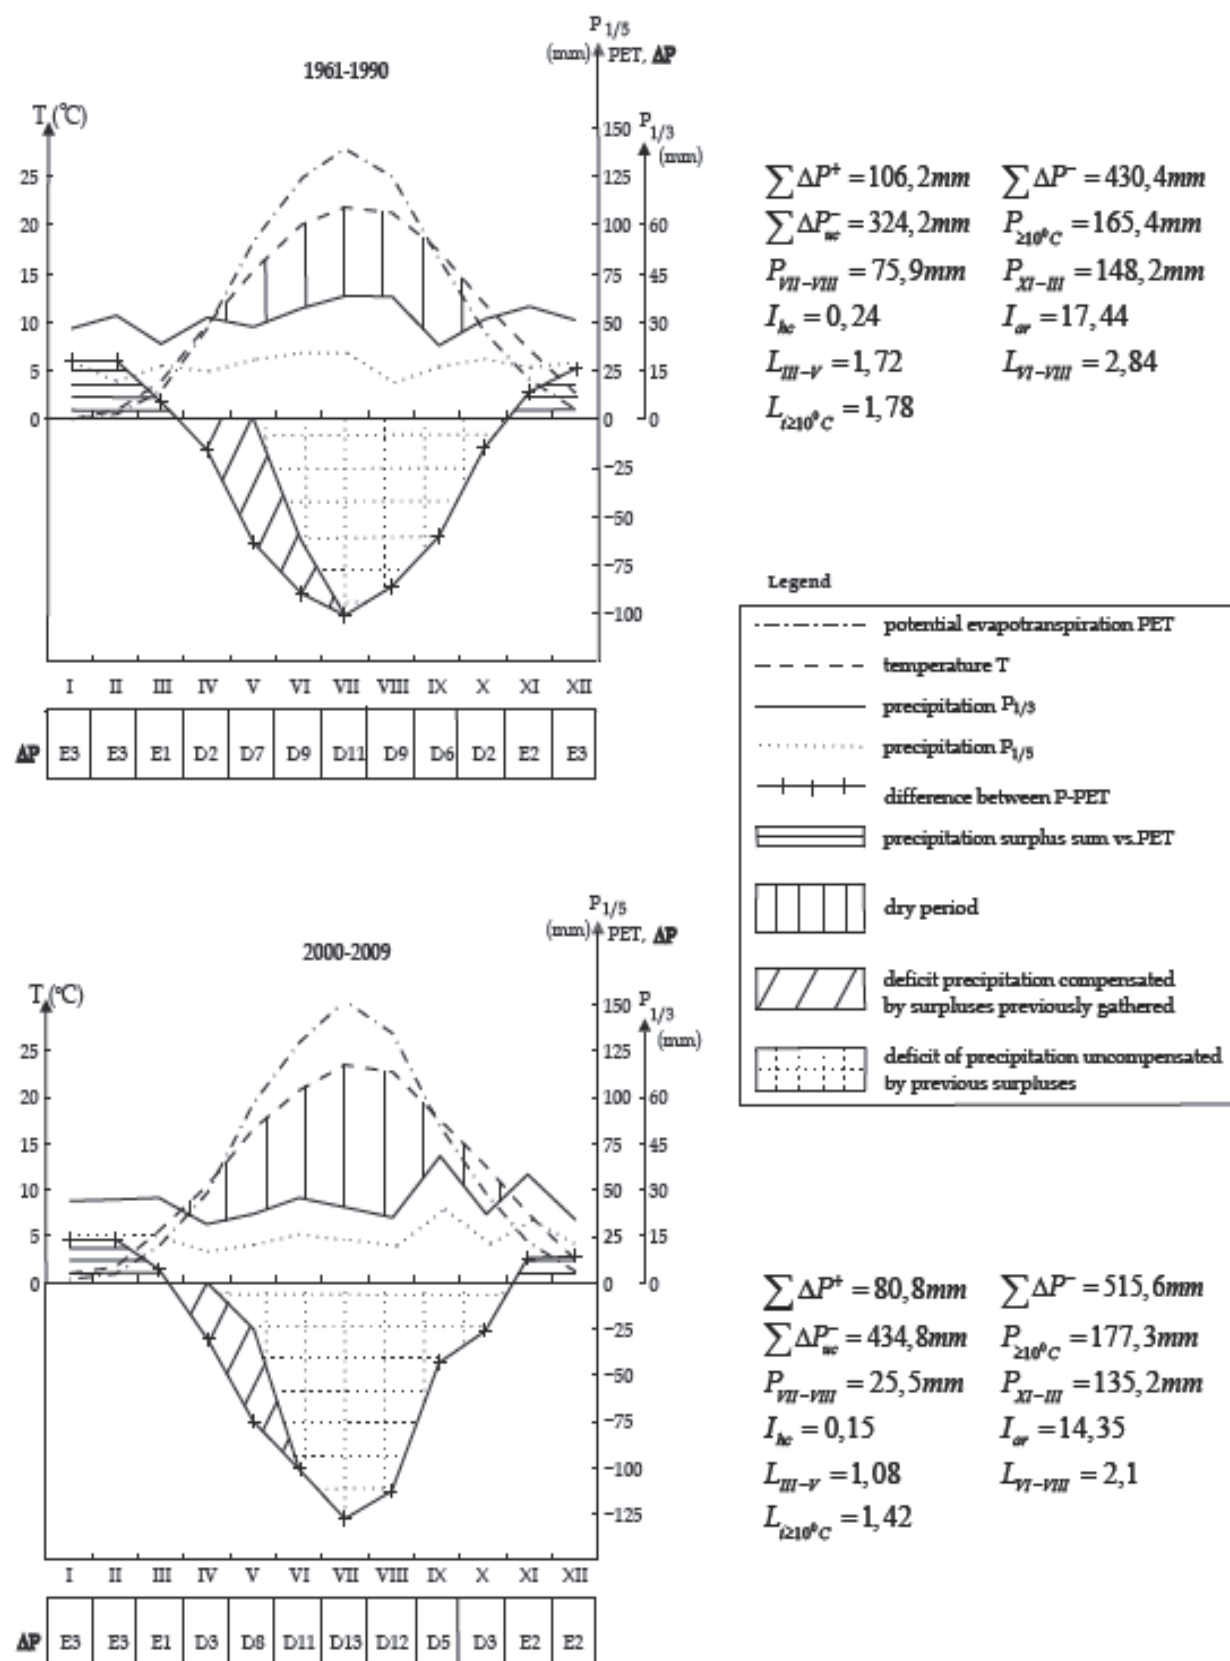 P1/5
(mm) PET, ΔP
1961-1990
T (°C)
P1/3
(mm)
150
25 125
20 100 60
15 75 45
10 50 30
5 25 15
0 0 0
−25
−50
−75
−100
I II III IV V VI VII VIII IX X XI XII
ΔP E3 E3 E1 D2 D7 D9 D11 D9 D6 D2 E2 E3
∑ΔP⁺ = 106,2mm ∑ΔP⁻ = 430,4mm
∑ΔP⁻uc = 324,2mm P≥10⁰C = 165,4mm
PVII−VIII = 75,9mm PXI−III = 148,2mm
Ihc = 0,24 Iar = 17,44
LIII−V = 1,72 LVI−VIII = 2,84
Lt≥10⁰C = 1,78
Legend
potential evapotranspiration PET
temperature T
precipitation P1/3
precipitation P1/5
difference between P-PET
precipitation surplus sum vs.PET
dry period
deficit precipitation compensated
by surpluses previously gathered
deficit of precipitation uncompensated
by previous surpluses
P1/5
(mm) PET, ΔP
2000-2009
T (°C)
P1/3
(mm)
150
25 125
20 100 60
15 75 45
10 50 30
5 25 15
0 0 0
−25
−50
−75
−100
−125
I II III IV V VI VII VIII IX X XI XII
ΔP E3 E3 E1 D3 D8 D11 D13 D12 D5 D3 E2 E2
∑ΔP⁺ = 80,8mm ∑ΔP⁻ = 515,6mm
∑ΔP⁻uc = 434,8mm P≥10⁰C = 177,3mm
PVII−VIII = 25,5mm PXI−III = 135,2mm
Ihc = 0,15 Iar = 14,35
LIII−V = 1,08 LVI−VIII = 2,1
Lt≥10⁰C = 1,42